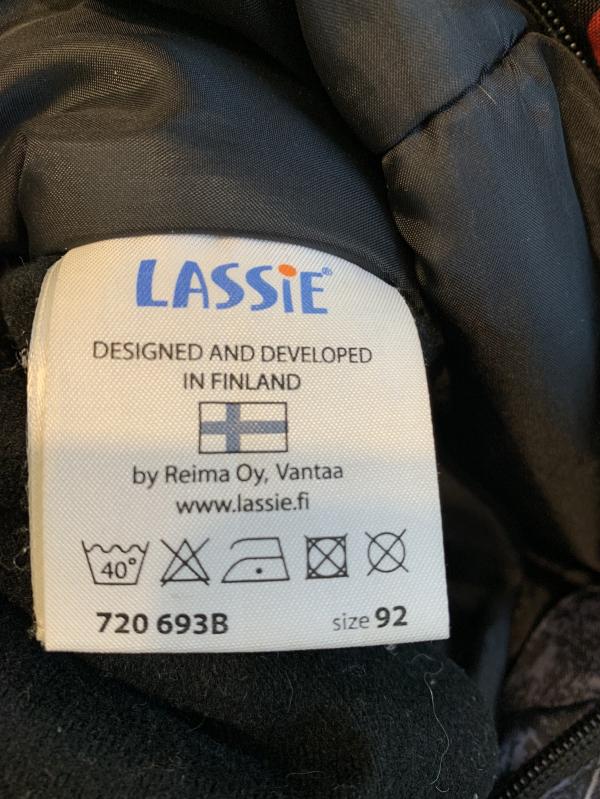 LASSiE®
DESIGNED AND DEVELOPED
IN FINLAND
by Reima Oy, Vantaa
www.lassie.fi
40°
720 693B size 92